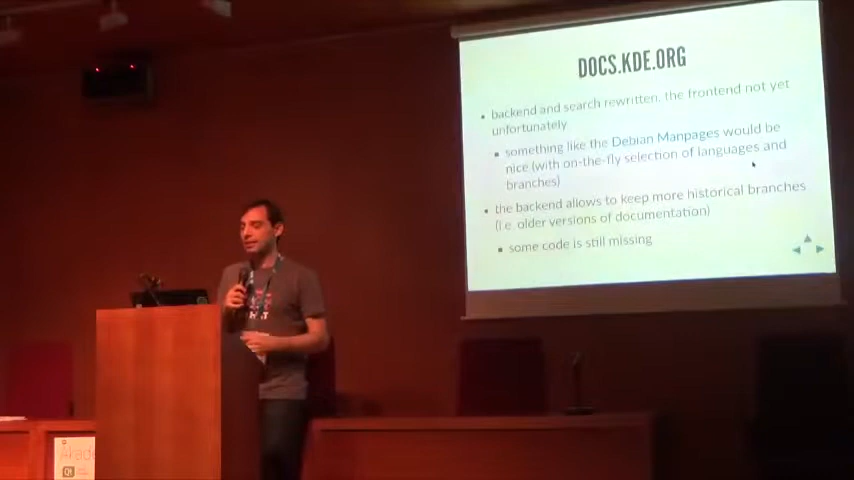 DOCS.KDE.ORG
• backend and search rewritten, the frontend not yet
unfortunately
▪ something like the Debian Manpages would be
nice (with on-the-fly selection of languages and
branches)
• the backend allows to keep more historical branches
(i.e. older versions of documentation)
▪ some code is still missing
Akade
Qt